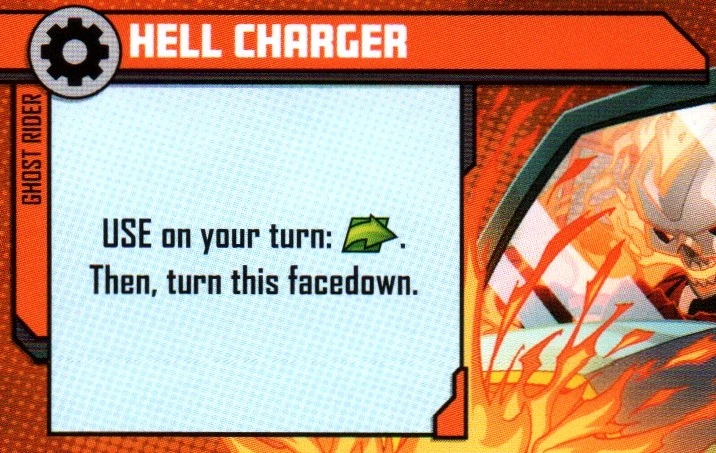 HELL CHARGER
GHOST RIDER
USE on your turn: .
Then, turn this facedown.